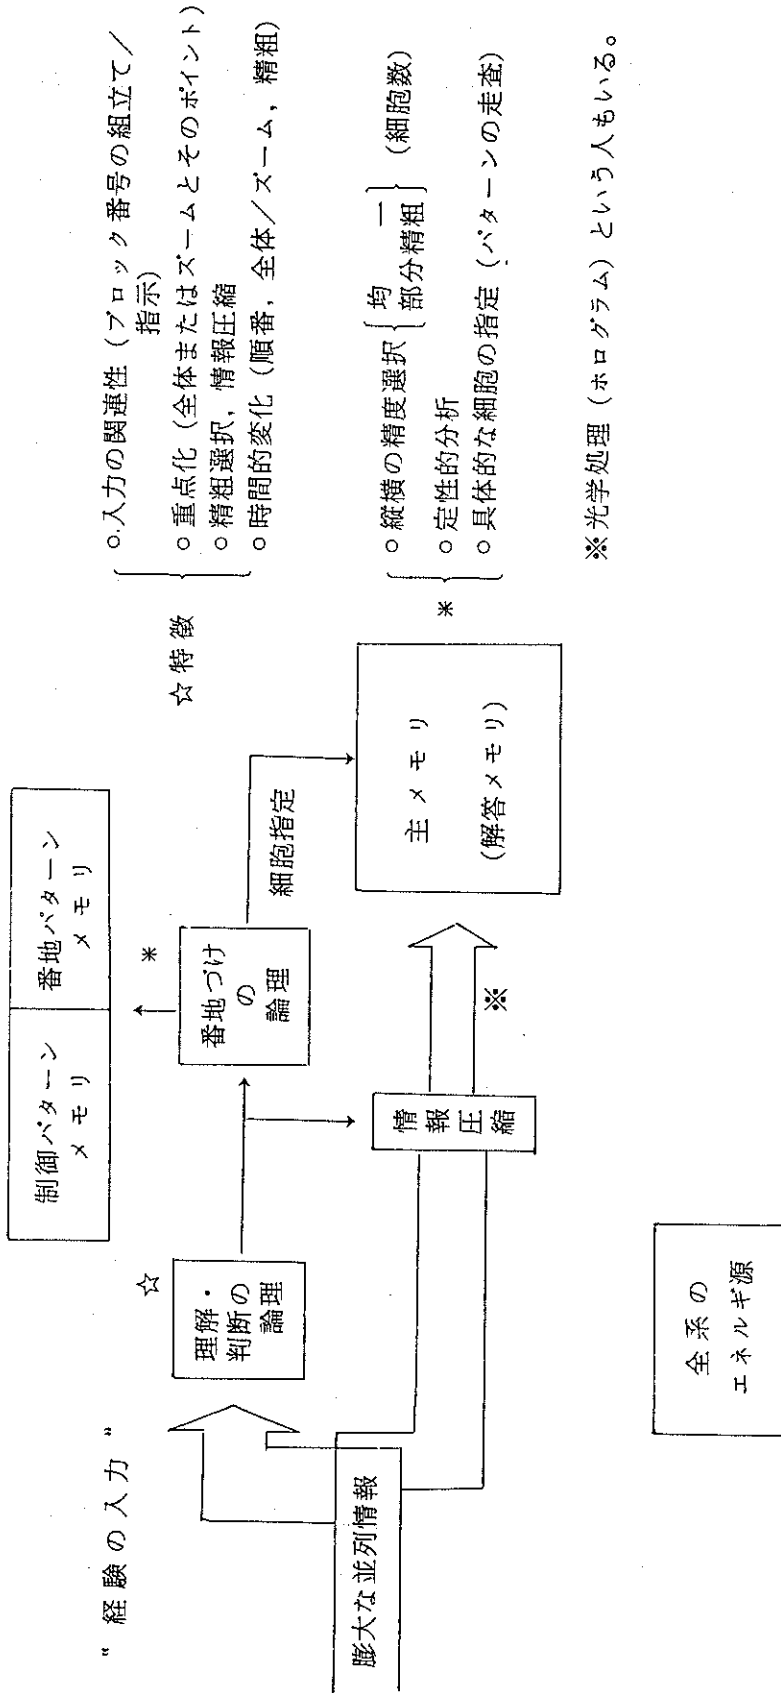 “ 経験の入力 ”
膨大な並列情報
☆
理解・
判断の
論理
制御パターン
メモリ
番地パターン
メモリ
*
番地づけ
の
論理
細胞指定
情報
圧縮
※
主メモリ
(解答メモリ)
全系の
エネルギ源
☆特徴
○入力の関連性（ブロック番号の組立て／
指示）
○重点化（全体またはズームとそのポイント）
○精粗選択，情報圧縮
○時間的変化（順番，全体／ズーム，精粗）
*
○縦横の精度選択｛均一 部分精粗｝（細胞数）
○定性的分析
○具体的な細胞の指定（パターンの走査）
※光学処理（ホログラム）という人もいる。